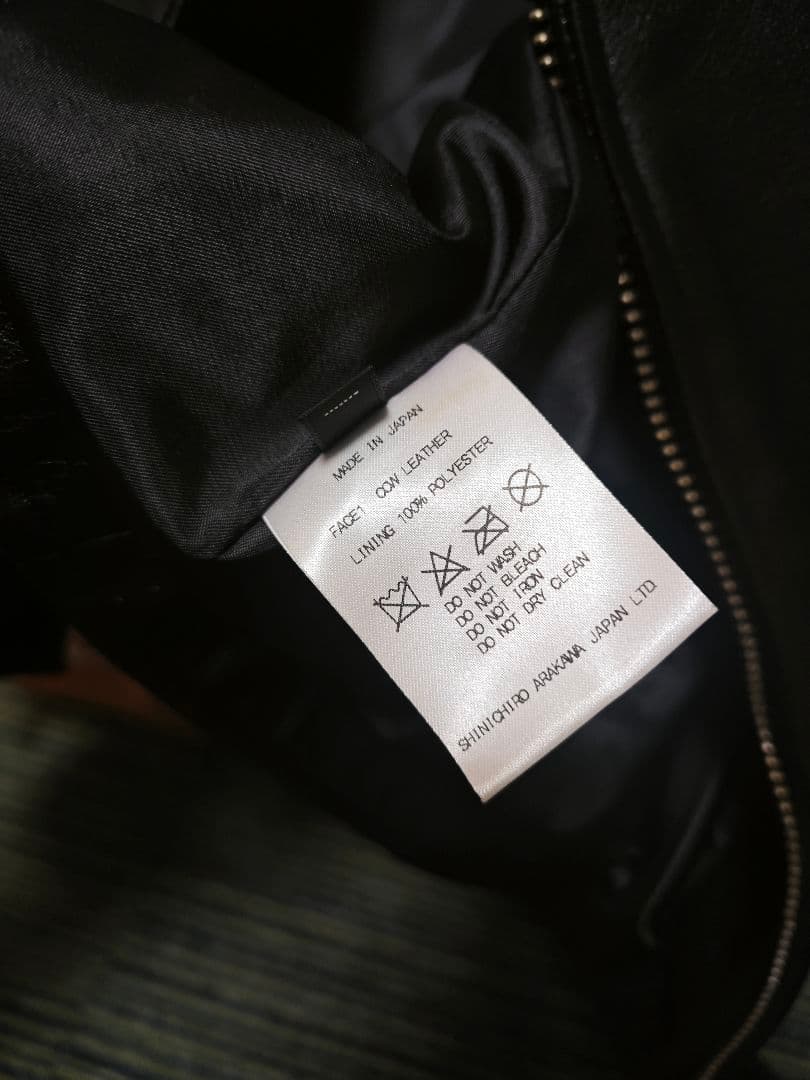 MADE IN JAPAN
FACE1 COW LEATHER
LINING 100% POLYESTER
DO NOT WASH
DO NOT BLEACH
DO NOT IRON
DO NOT DRY CLEAN
SHINICHIRO ARAKAWA JAPAN LTD